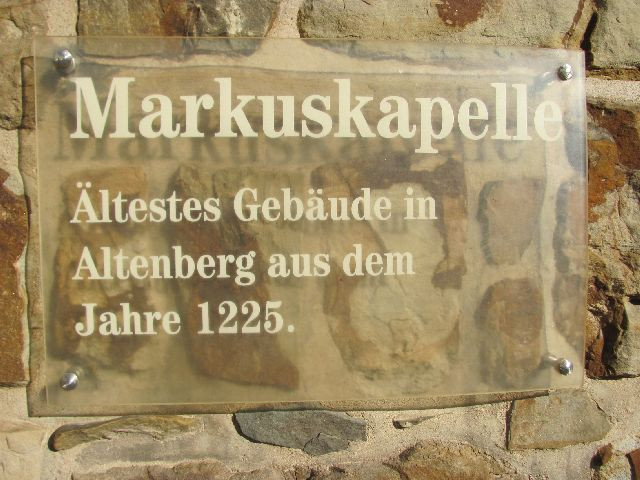 Markuskapelle
Ältestes Gebäude in
Altenberg aus dem
Jahre 1225.